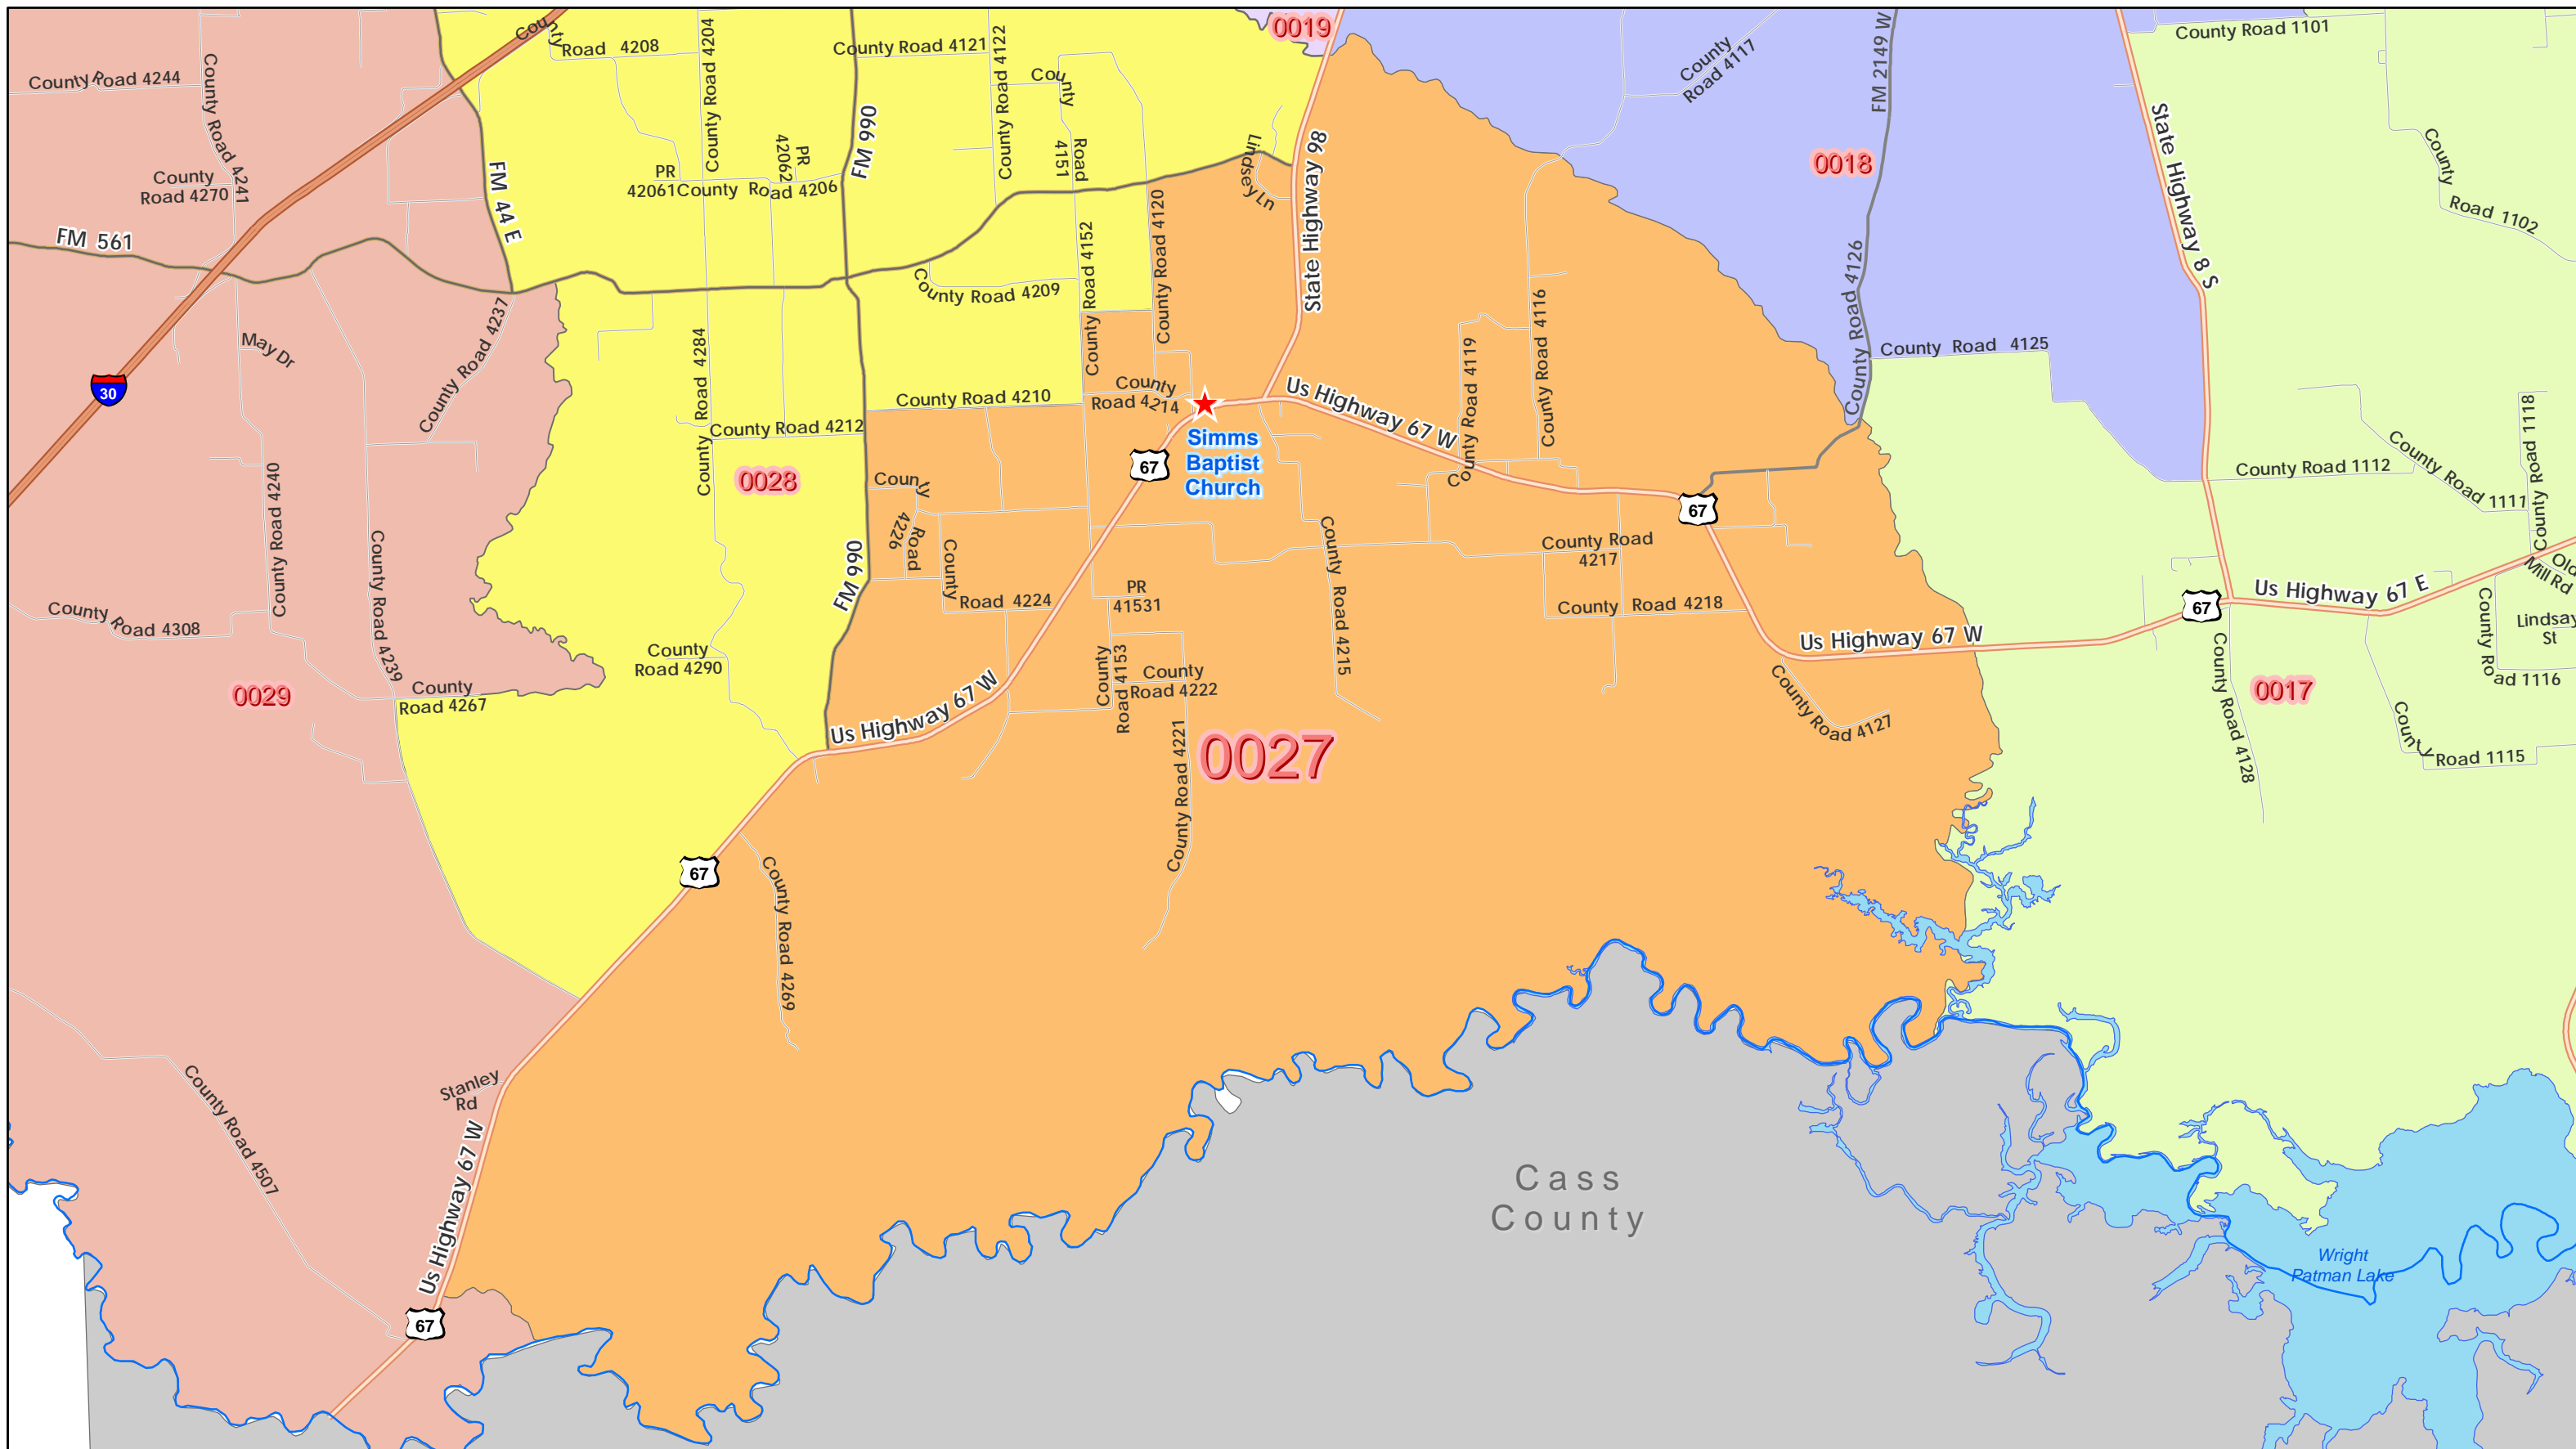 0019
County Road 4208
County Road 4204
County Road 4121
County Road 4122
County Road 1101
County Road 4117
FM 2149 W
County Road 4244
County Road 4241
County Road 4270
FM 561
FM 44 E
PR 42061
PR 42062
County Road 4206
FM 990
County Road 4151
Lindsey Ln
State Highway 98
0018
State Highway 8 S
County Road 1102
County Road 4120
County Road 4152
County Road 4209
County Road 4237
May Dr
30
County Road 4284
County Road 4210
County Road 4212
County Road 4214
Simms
Baptist
Church
67
Us Highway 67 W
County Road 4119
County Road 4116
County Road 4126
County Road 4125
County Road 1112
County Road 1111
County Road 1118
0028
County Road 4226
County Road 4224
FM 990
County Road 4240
County Road 4239
County Road 4308
0029
County Road 4267
County Road 4290
Us Highway 67 W
PR 41531
County Road 4153
County Road 4222
County Road 4221
County Road 4215
County Road 4217
County Road 4218
67
Us Highway 67 W
County Road 4127
67
Us Highway 67 E
Old Mill Rd
Lindsay St
County Road 1116
0017
County Road 4128
County Road 1115
0027
67
County Road 4269
Stanley Rd
County Road 4507
Us Highway 67 W
67
Cass
County
Wright
Patman Lake